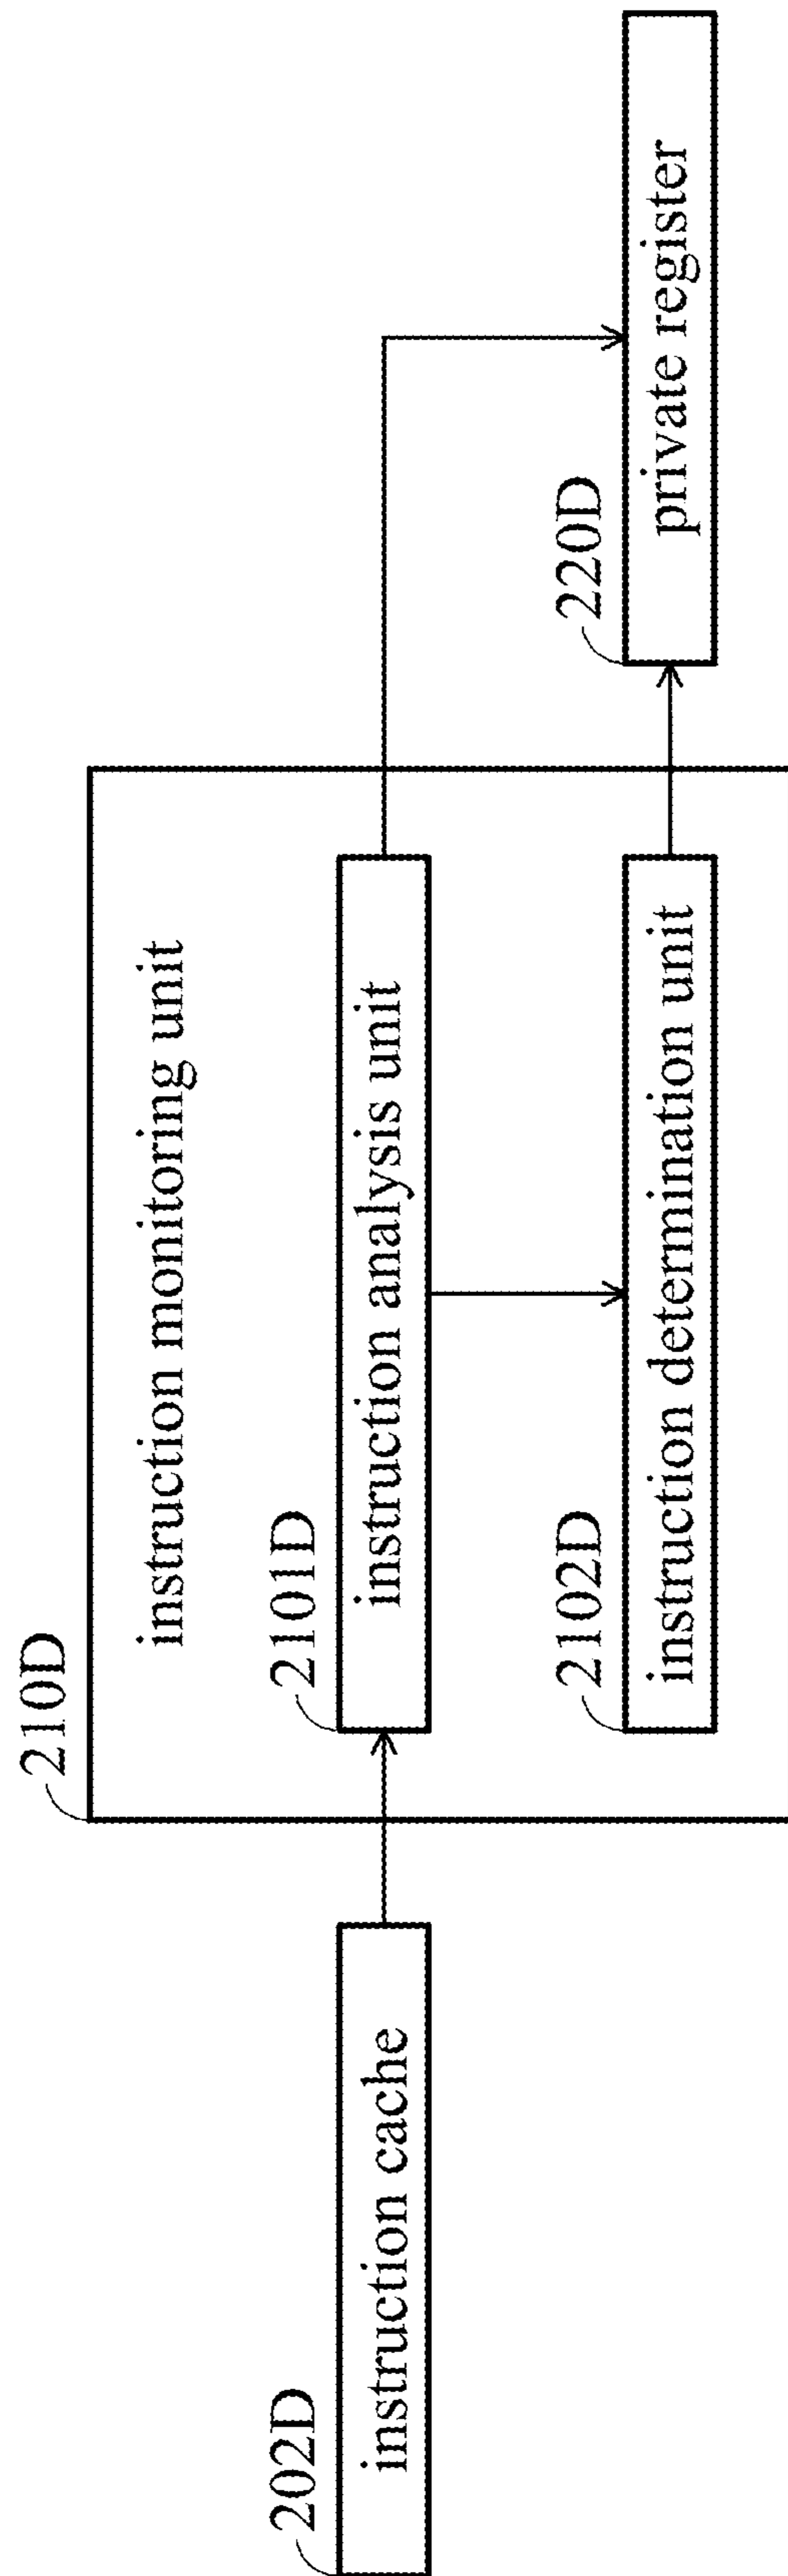 210D
instruction monitoring unit
202D
instruction cache
2101D
instruction analysis unit
2102D
instruction determination unit
220D
private register